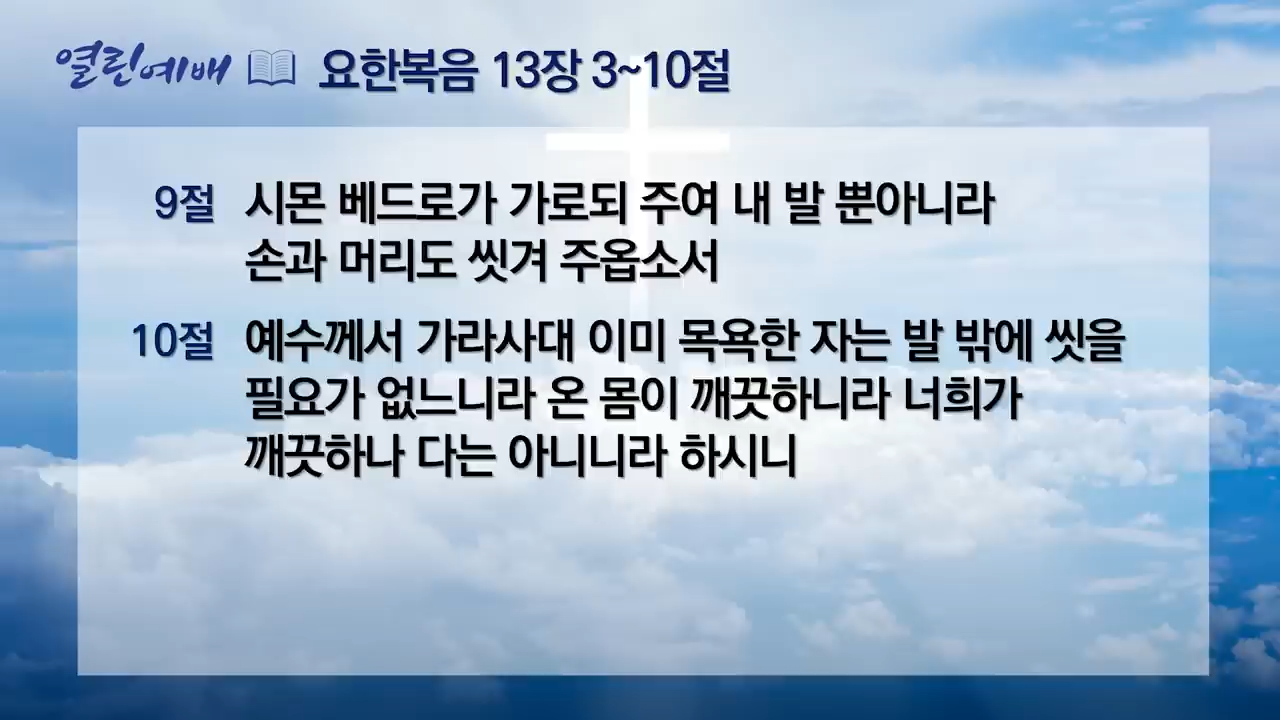 열린예배 요한복음 13장 3~10절
9절 시몬 베드로가 가로되 주여 내 발 뿐아니라
손과 머리도 씻겨 주옵소서
10절 예수께서 가라사대 이미 목욕한 자는 발 밖에 씻을
필요가 없느니라 온 몸이 깨끗하니라 너희가
깨끗하나 다는 아니니라 하시니